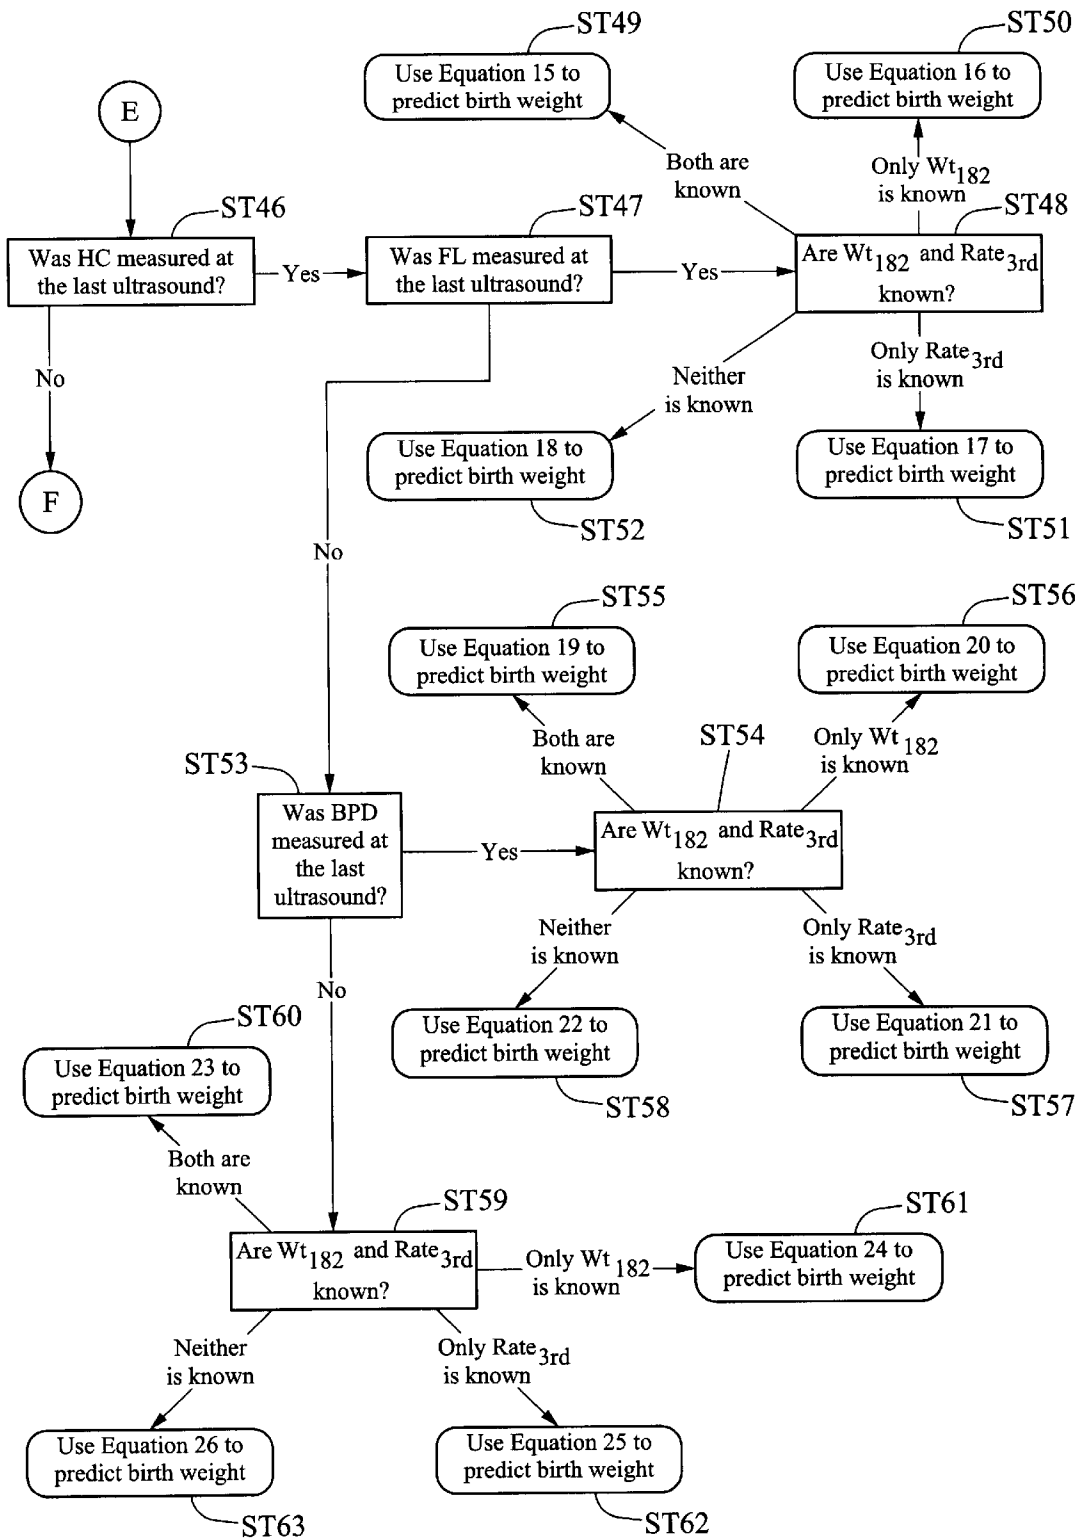 ST49
ST50
Use Equation 15 to
predict birth weight
Use Equation 16 to
predict birth weight
E
Both are
known
Only Wt182
is known
ST46
ST47
ST48
Was HC measured at
the last ultrasound?
Yes
Was FL measured at
the last ultrasound?
Yes
Are Wt182 and Rate3rd
known?
No
Neither
is known
Only Rate3rd
is known
F
Use Equation 18 to
predict birth weight
Use Equation 17 to
predict birth weight
ST52
ST51
No
ST55
ST56
Use Equation 19 to
predict birth weight
Use Equation 20 to
predict birth weight
Both are
known
ST54
Only Wt182
is known
ST53
Was BPD
measured at
the last
ultrasound?
Yes
Are Wt182 and Rate3rd
known?
Neither
is known
Only Rate3rd
is known
No
ST60
Use Equation 22 to
predict birth weight
Use Equation 21 to
predict birth weight
Use Equation 23 to
predict birth weight
ST58
ST57
Both are
known
ST59
ST61
Are Wt182 and Rate3rd
known?
Only Wt182
is known
Use Equation 24 to
predict birth weight
Neither
is known
Only Rate3rd
is known
Use Equation 26 to
predict birth weight
Use Equation 25 to
predict birth weight
ST63
ST62